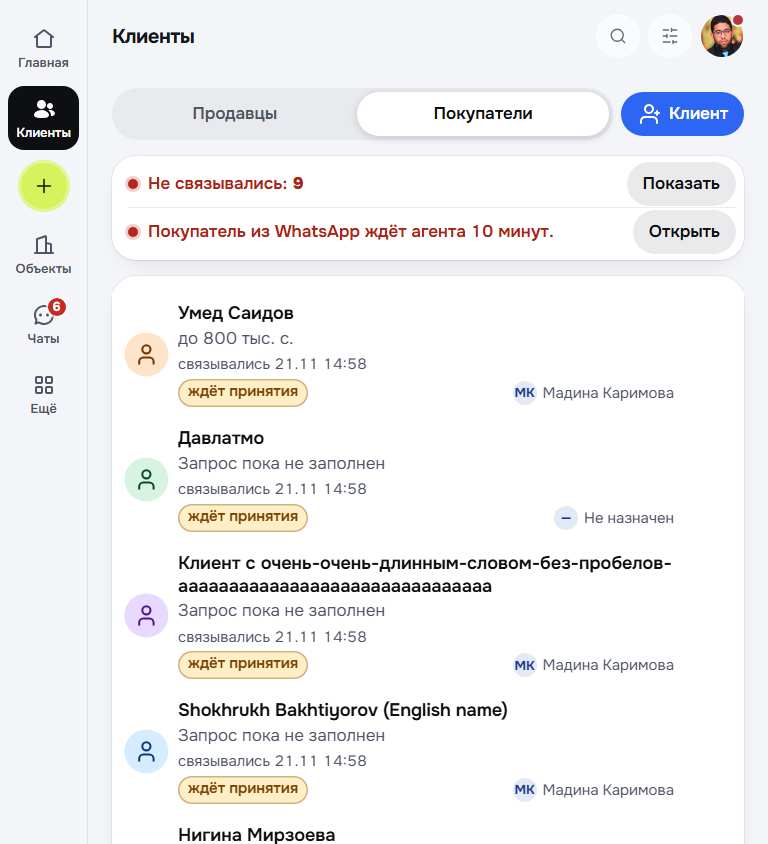 Главная
Клиенты
Объекты
6
Чаты
Ещё
Клиенты
Продавцы
Покупатели
Клиент
Не связывались: 9
Показать
Покупатель из WhatsApp ждёт агента 10 минут.
Открыть
Умед Саидов
до 800 тыс. с.
связывались 21.11 14:58
ждёт принятия
МК Мадина Каримова
Давлатмо
Запрос пока не заполнен
связывались 21.11 14:58
ждёт принятия
– Не назначен
Клиент с очень-очень-длинным-словом-без-пробелов-
аааааааааааааааааааааааааааааааа
Запрос пока не заполнен
связывались 21.11 14:58
ждёт принятия
МК Мадина Каримова
Shokhrukh Bakhtiyorov (English name)
Запрос пока не заполнен
связывались 21.11 14:58
ждёт принятия
МК Мадина Каримова
Нигина Мирзоева